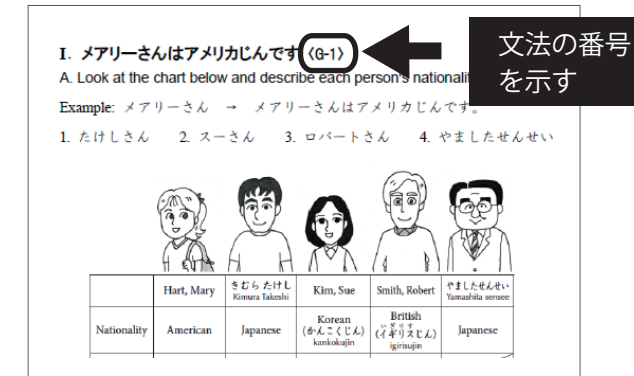 I. メアリーさんはアメリカじんです 〈G-1〉
文法の番号
を示す
A. Look at the chart below and describe each person's nationali
Example: メアリーさん → メアリーさんはアメリカじんです。
1. たけしさん 2. スーさん 3. ロバートさん 4. やましたせんせい
Hart, Mary きむら たけし Kim, Sue Smith, Robert やましたせんせい
Kimura Takeshi Yamashita sensee
Nationality American Japanese Korean British Japanese
(かんこくじん) (イギリスじん)
いぎりす
kankokujin igirisujin